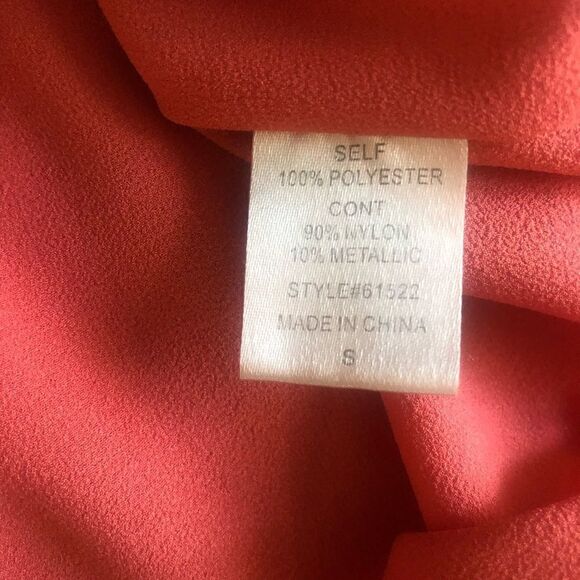 SELF
100% POLYESTER
CONT
90% NYLON
10% METALLIC
STYLE#61522
MADE IN CHINA
S